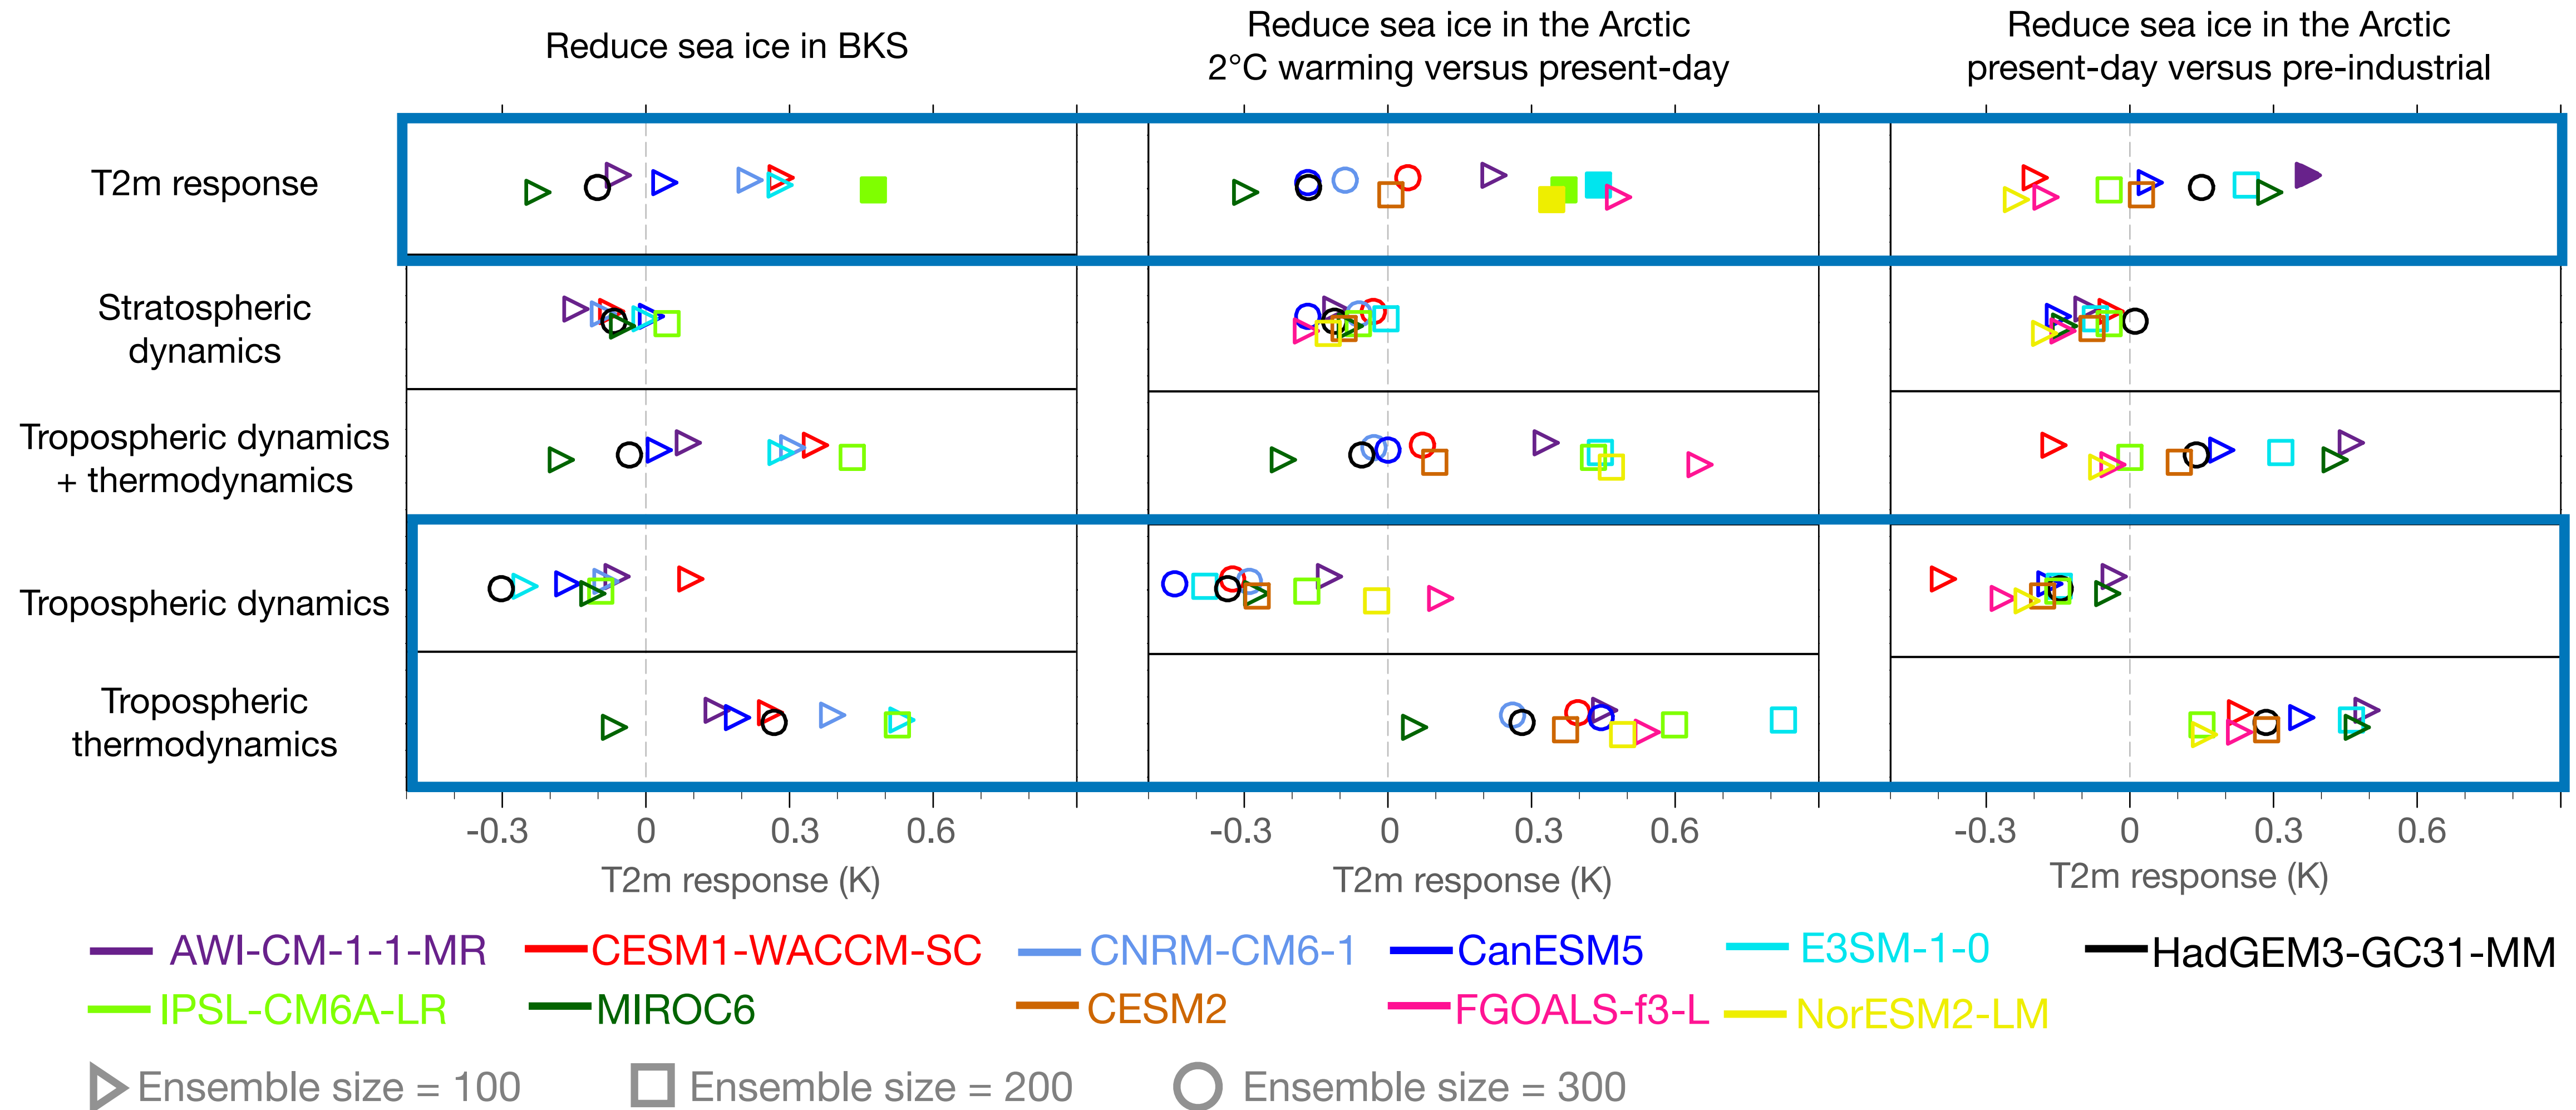 Reduce sea ice in BKS
Reduce sea ice in the Arctic
2°C warming versus present-day
Reduce sea ice in the Arctic
present-day versus pre-industrial
T2m response
Stratospheric
dynamics
Tropospheric dynamics
+ thermodynamics
Tropospheric dynamics
Tropospheric
thermodynamics
-0.3 0 0.3 0.6
-0.3 0 0.3 0.6
-0.3 0 0.3 0.6
T2m response (K)
T2m response (K)
T2m response (K)
AWI-CM-1-1-MR
CESM1-WACCM-SC
CNRM-CM6-1
CanESM5
E3SM-1-0
HadGEM3-GC31-MM
IPSL-CM6A-LR
MIROC6
CESM2
FGOALS-f3-L
NorESM2-LM
Ensemble size = 100
Ensemble size = 200
Ensemble size = 300